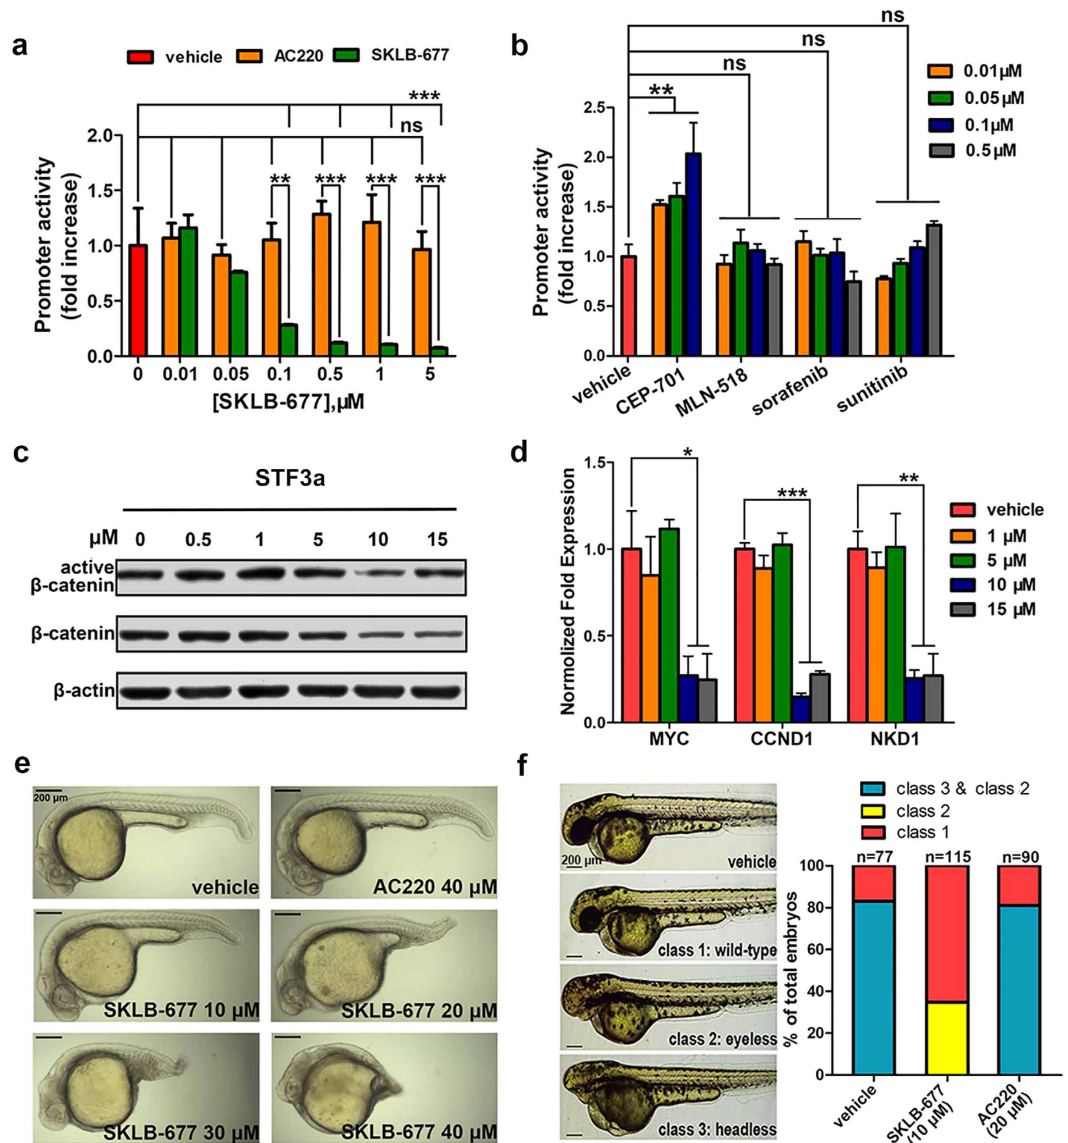 a
vehicle AC220 SKLB-677
***
ns
** *** *** ***
Promoter activity
(fold increase)
2.0
1.5
1.0
0.5
0.0
0 0.01 0.05 0.1 0.5 1 5
[SKLB-677],μM
b
ns
ns
ns
**
0.01μM
0.05 μM
0.1μM
0.5 μM
Promoter activity
(fold increase)
2.5
2.0
1.5
1.0
0.5
0.0
vehicle
CEP-701
MLN-518
sorafenib
sunitinib
c
STF3a
μM 0 0.5 1 5 10 15
active
β-catenin
β-catenin
β-actin
d
* *** **
Normolized Fold Expression
1.5
1.0
0.5
0.0
MYC CCND1 NKD1
vehicle
1 μM
5 μM
10 μM
15 μM
e
200 μm
vehicle
AC220 40 μM
SKLB-677 10 μM
SKLB-677 20 μM
SKLB-677 30 μM
SKLB-677 40 μM
f
200 μm
vehicle
class 1: wild-type
class 2: eyeless
class 3: headless
class 3 & class 2
class 2
class 1
n=77 n=115 n=90
% of total embryos
100
80
60
40
20
0
vehicle
SKLB-677
(10 μM)
AC220
(20 μM)